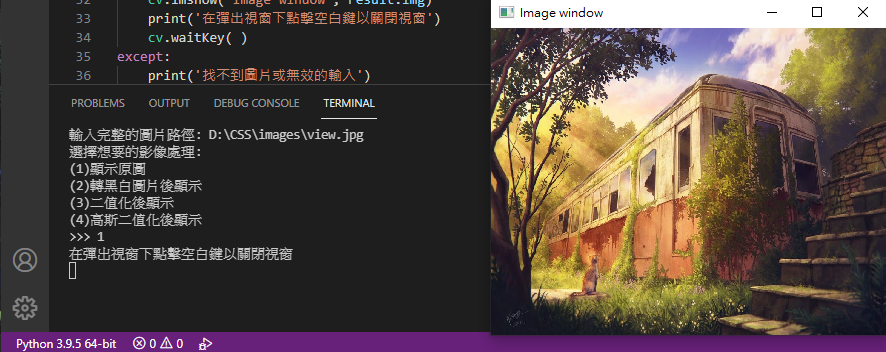 32 cv.imshow('Image window', result.img)
33 print('在彈出視窗下點擊空白鍵以關閉視窗')
34 cv.waitKey( )
35 except:
36 print('找不到圖片或無效的輸入')
PROBLEMS OUTPUT DEBUG CONSOLE TERMINAL
輸入完整的圖片路徑: D:\CSS\images\view.jpg
選擇想要的影像處理:
(1)顯示原圖
(2)轉黑白圖片後顯示
(3)二值化後顯示
(4)高斯二值化後顯示
>>> 1
在彈出視窗下點擊空白鍵以關閉視窗
Python 3.9.5 64-bit 0 0
Image window